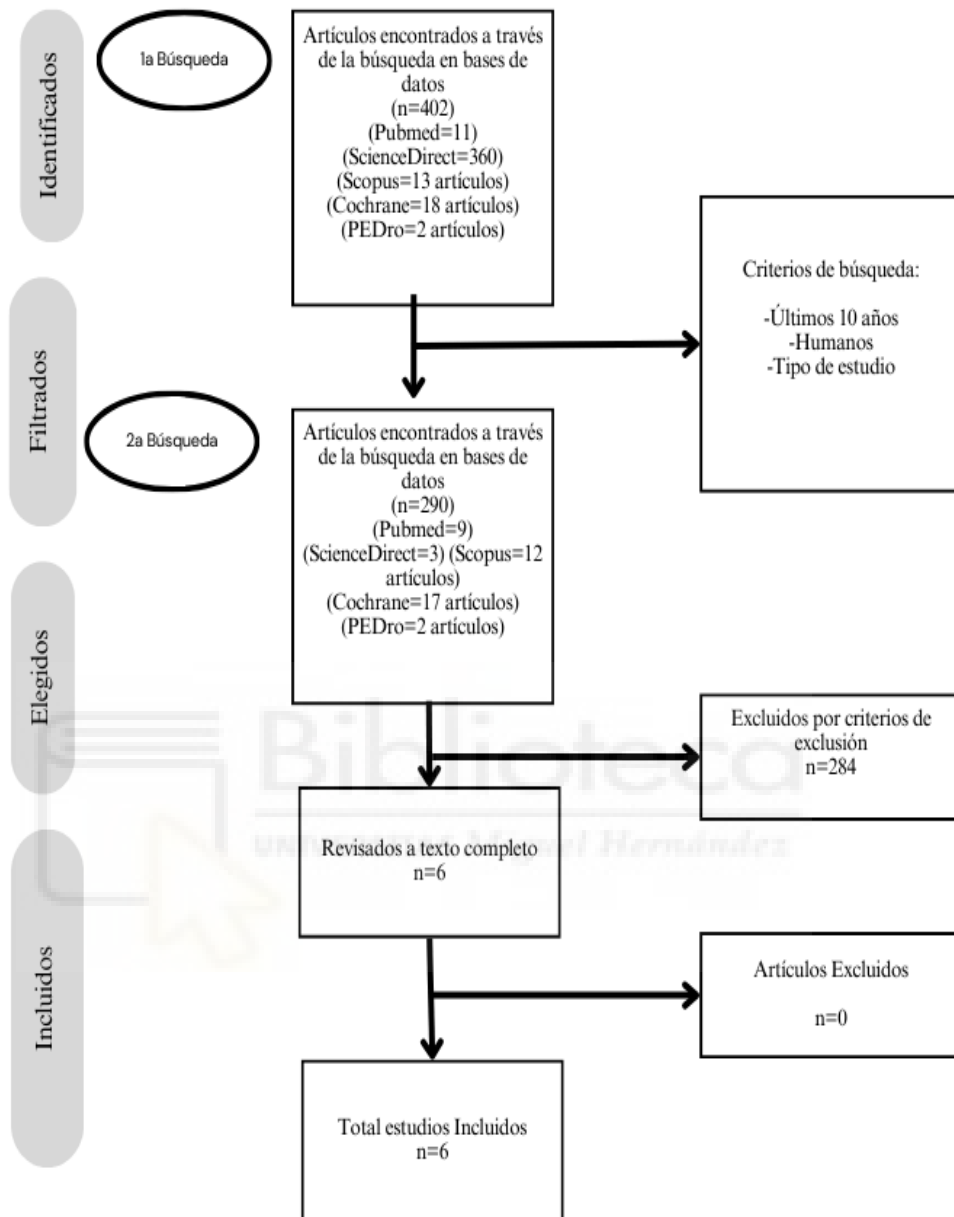 Identificados
1a Búsqueda
Artículos encontrados a través
de la búsqueda en bases de
datos
(n=402)
(Pubmed=11)
(ScienceDirect=360)
(Scopus=13 artículos)
(Cochrane=18 artículos)
(PEDro=2 artículos)
Criterios de búsqueda:
-Últimos 10 años
-Humanos
-Tipo de estudio
Filtrados
2a Búsqueda
Artículos encontrados a través
de la búsqueda en bases de
datos
(n=290)
(Pubmed=9)
(ScienceDirect=3) (Scopus=12
artículos)
(Cochrane=17 artículos)
(PEDro=2 artículos)
Elegidos
Excluidos por criterios de
exclusión
n=284
Biblioteca
UNIVERSITAS Miguel Hernández
Revisados a texto completo
n=6
Incluidos
Artículos Excluidos
n=0
Total estudios Incluidos
n=6